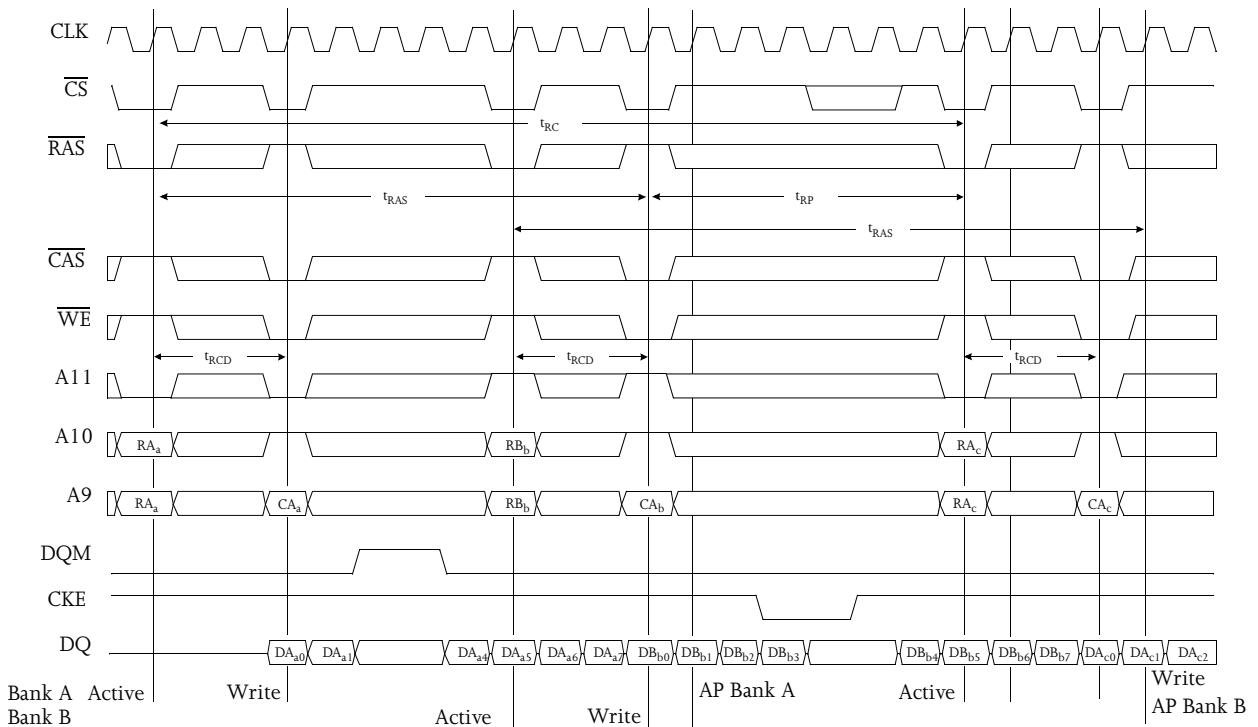 CLK
CS
tRC
RAS
tRAS
tRP
tRAS
CAS
WE
tRCD
tRCD
tRCD
A11
A10
RAa
RBb
RAc
A9
RAa
CAa
RBb
CAb
RAc
CAc
DQM
CKE
DQ
DAa0
DAa1
DAa4
DAa5
DAa6
DAa7
DBb0
DBb1
DBb2
DBb3
DBb4
DBb5
DBb6
DBb7
DAc0
DAc1
DAc2
Bank A
Active
Write
AP Bank A
Active
Write
Bank B
Active
Write
AP Bank B